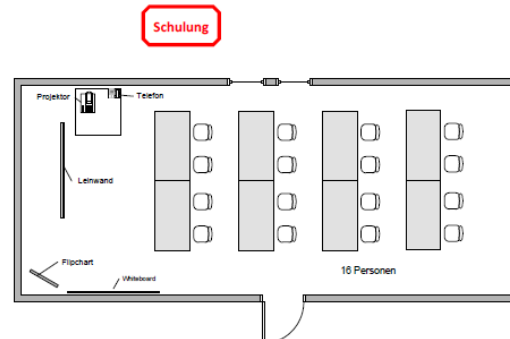 Schulung
Projektor
Telefon
Leinwand
Flipchart
Whiteboard
16 Personen